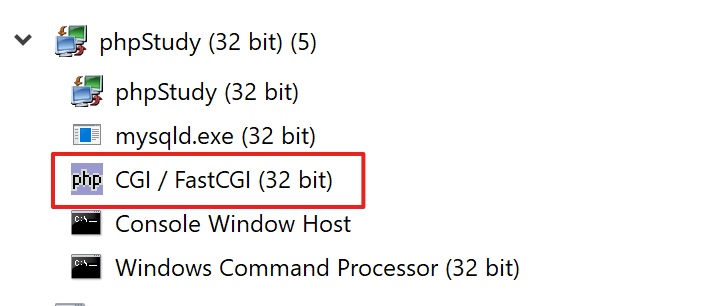 phpStudy (32 bit) (5)
phpStudy (32 bit)
mysqld.exe (32 bit)
php CGI / FastCGI (32 bit)
C:\_ Console Window Host
C:\_ Windows Command Processor (32 bit)